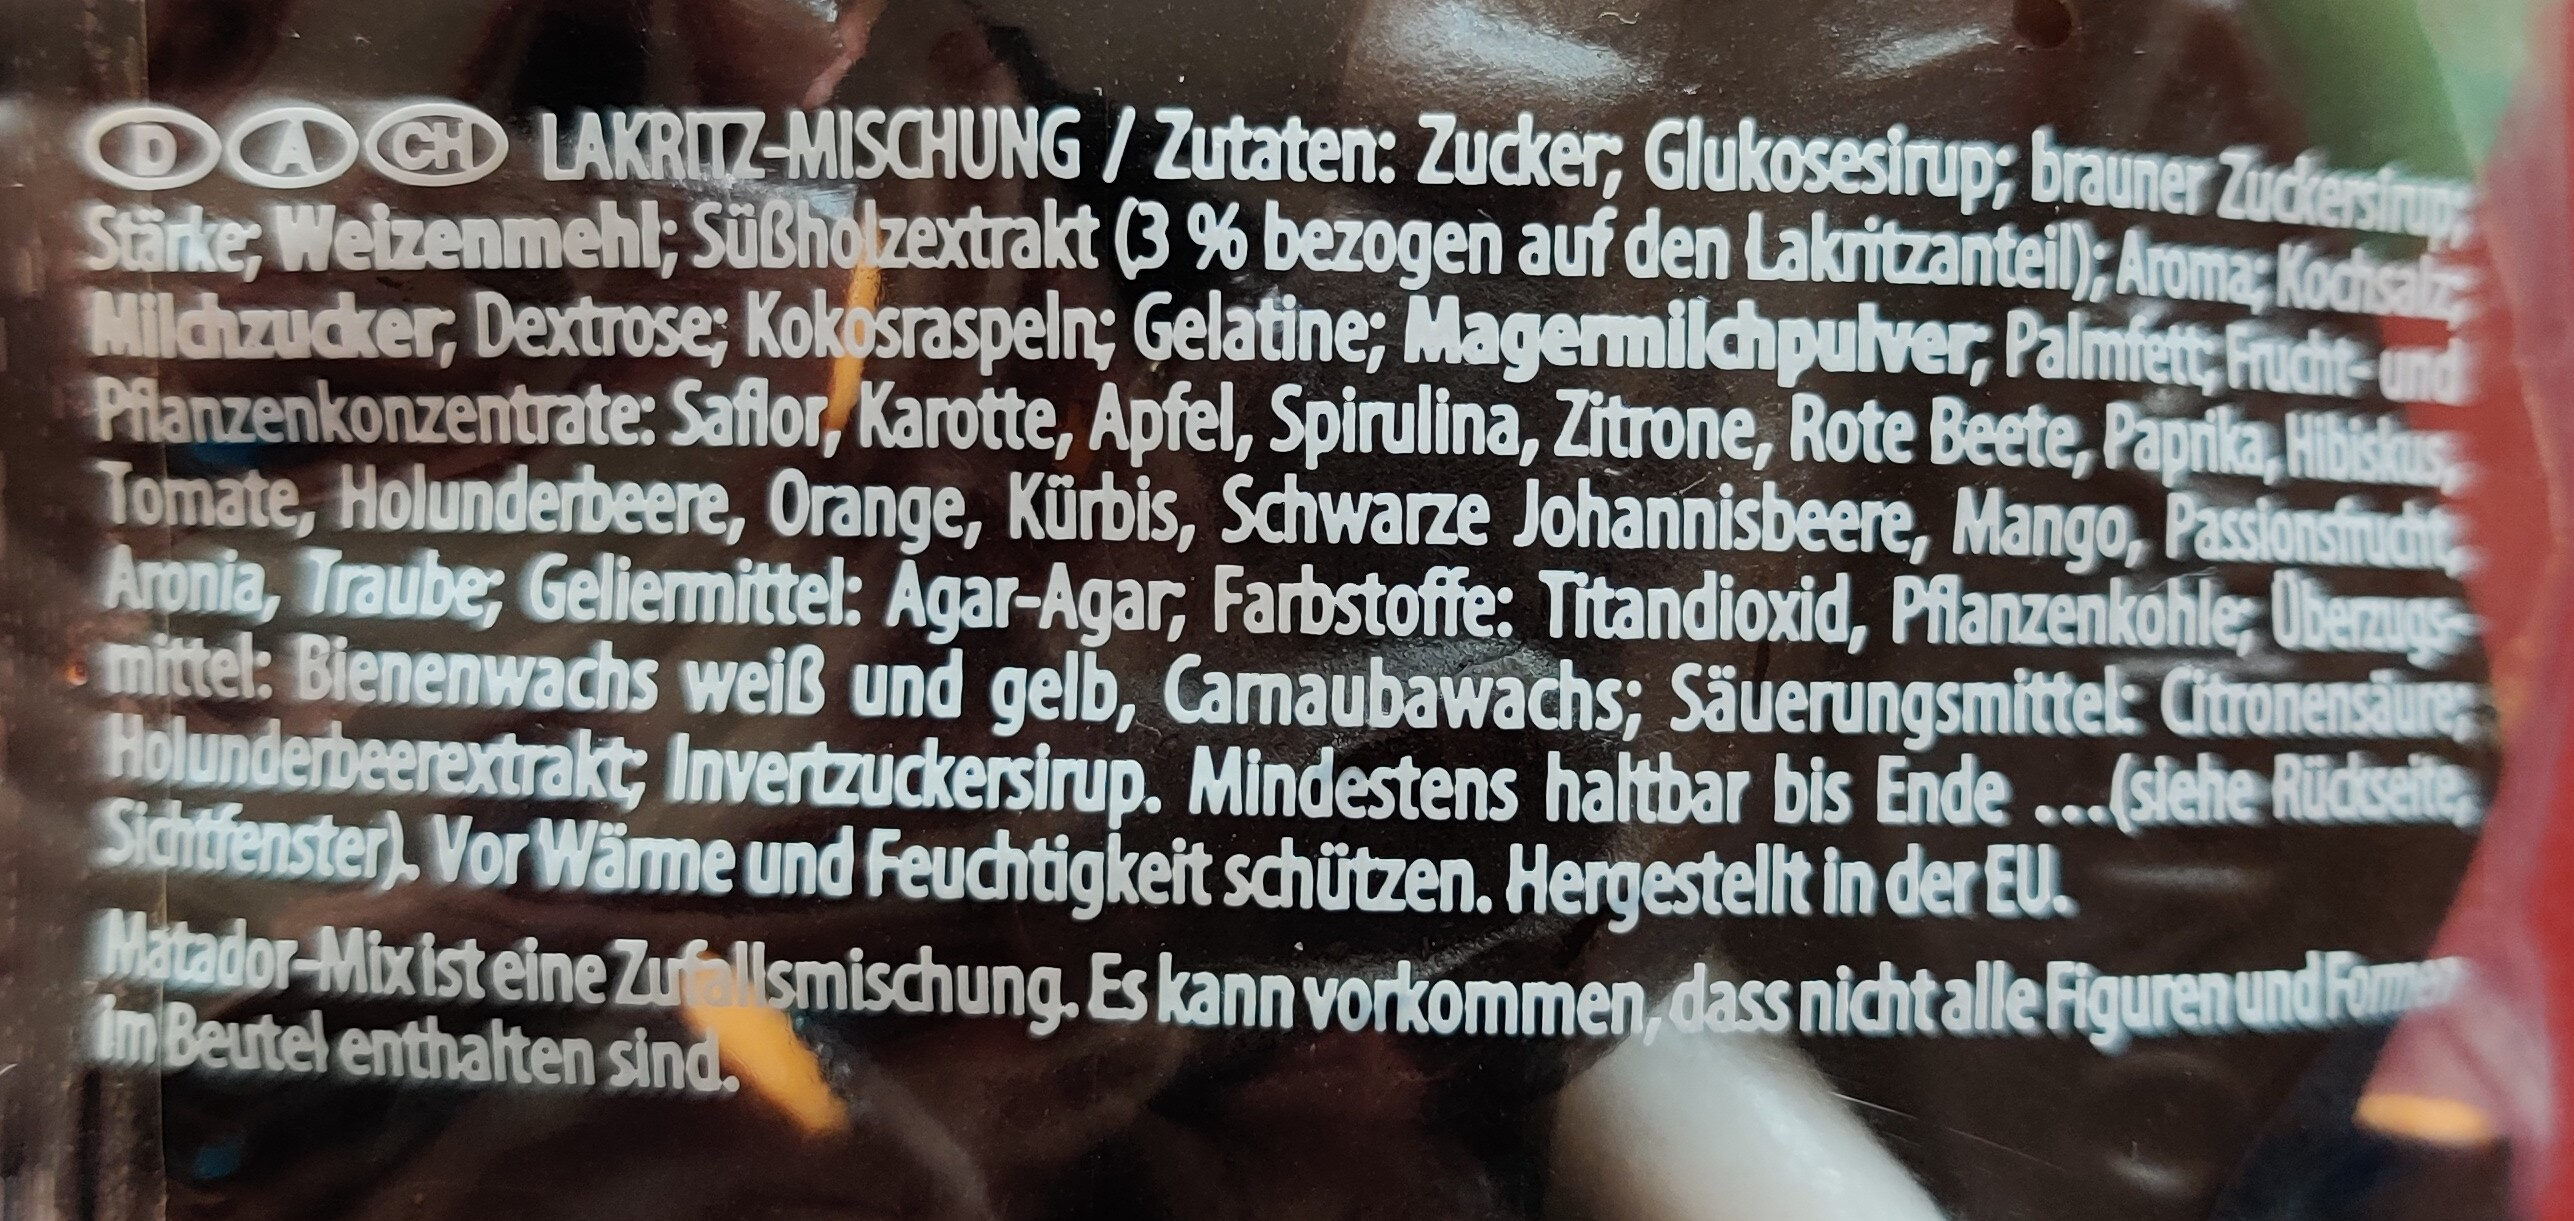 D A CH LAKRITZ-MISCHUNG / Zutaten: Zucker; Glukosesirup; brauner Zuckersirup;
Stärke; Weizenmehl; Süßholzextrakt (3 % bezogen auf den Lakritzanteil); Aroma; Kochsalz;
Milchzucker; Dextrose; Kokosraspeln; Gelatine; Magermilchpulver; Palmfett; Frucht- und
Pflanzenkonzentrate: Saflor, Karotte, Apfel, Spirulina, Zitrone, Rote Beete, Paprika, Hibiskus,
Tomate, Holunderbeere, Orange, Kürbis, Schwarze Johannisbeere, Mango, Passionsfrucht,
Aronia, Traube; Geliermittel: Agar-Agar; Farbstoffe: Titandioxid, Pflanzenkohle; Überzugs-
mittel: Bienenwachs weiß und gelb, Carnaubawachs; Säuerungsmittel: Citronensäure;
Holunderbeerextrakt; Invertzuckersirup. Mindestens haltbar bis Ende ....(siehe Rückseite,
Sichtfenster). Vor Wärme und Feuchtigkeit schützen. Hergestellt in der EU.
Matador-Mix ist eine Zufallsmischung. Es kann vorkommen, dass nicht alle Figuren und Formen
im Beutel enthalten sind.